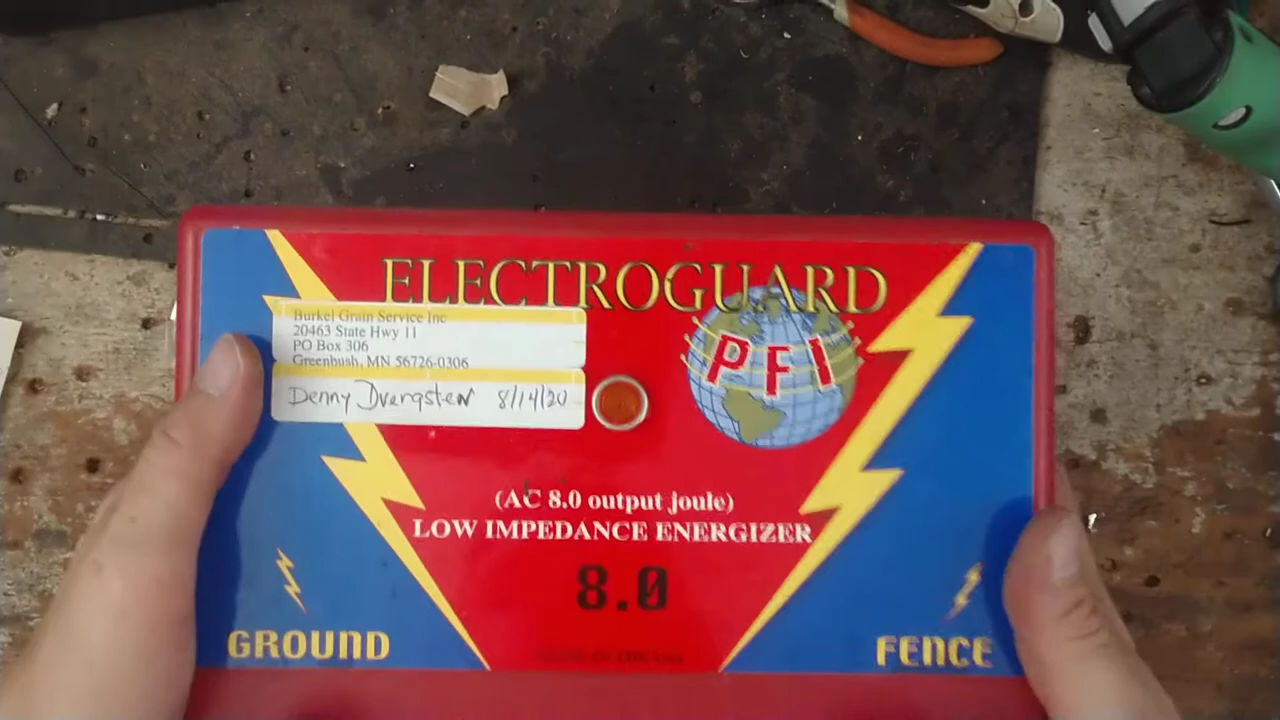 ELECTROGUARD
Burkel Grain Service Inc
20463 State Hwy 11
PO Box 306
Greenbush, MN 56726-0306
Denny Dvergsten 8/14/20
PFI
(AC 8.0 output joule)
LOW IMPEDANCE ENERGIZER
8.0
GROUND
FENCE